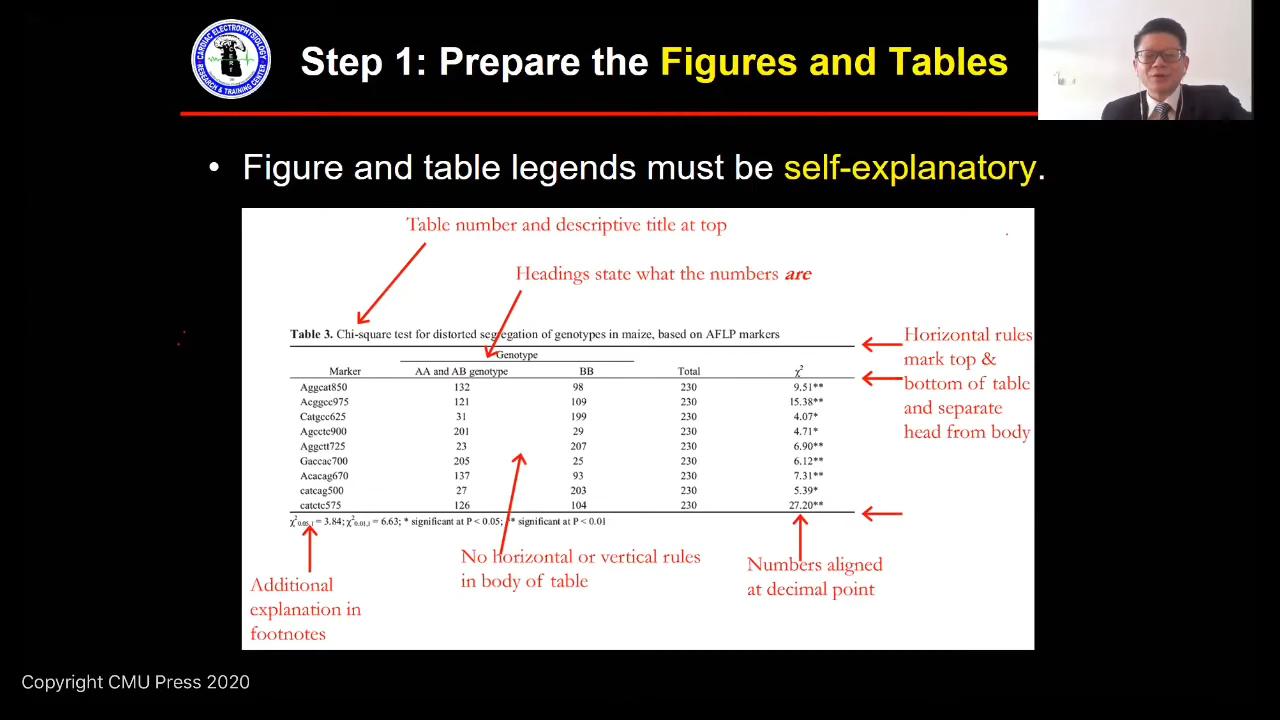 CARDIAC ELECTROPHYSIOLOGY
RESEARCH & TRAINING CENTER
Step 1: Prepare the Figures and Tables
• Figure and table legends must be self-explanatory.
Table number and descriptive title at top
Headings state what the numbers are
Table 3. Chi-square test for distorted segregation of genotypes in maize, based on AFLP markers
Genotype
Marker AA and AB genotype BB Total χ²
Aggcat850 132 98 230 9.51**
Acggcc975 121 109 230 15.38**
Catgcc625 31 199 230 4.07*
Agcctc900 201 29 230 4.71*
Aggctt725 23 207 230 6.90**
Gaccac700 205 25 230 6.12**
Acacag670 137 93 230 7.31**
catcag500 27 203 230 5.39*
catctc575 126 104 230 27.20**
χ²0.05,1 = 3.84; χ²0.01,1 = 6.63; * significant at P < 0.05; ** significant at P < 0.01
Horizontal rules
mark top &
bottom of table
and separate
head from body
No horizontal or vertical rules
in body of table
Numbers aligned
at decimal point
Additional
explanation in
footnotes
Copyright CMU Press 2020